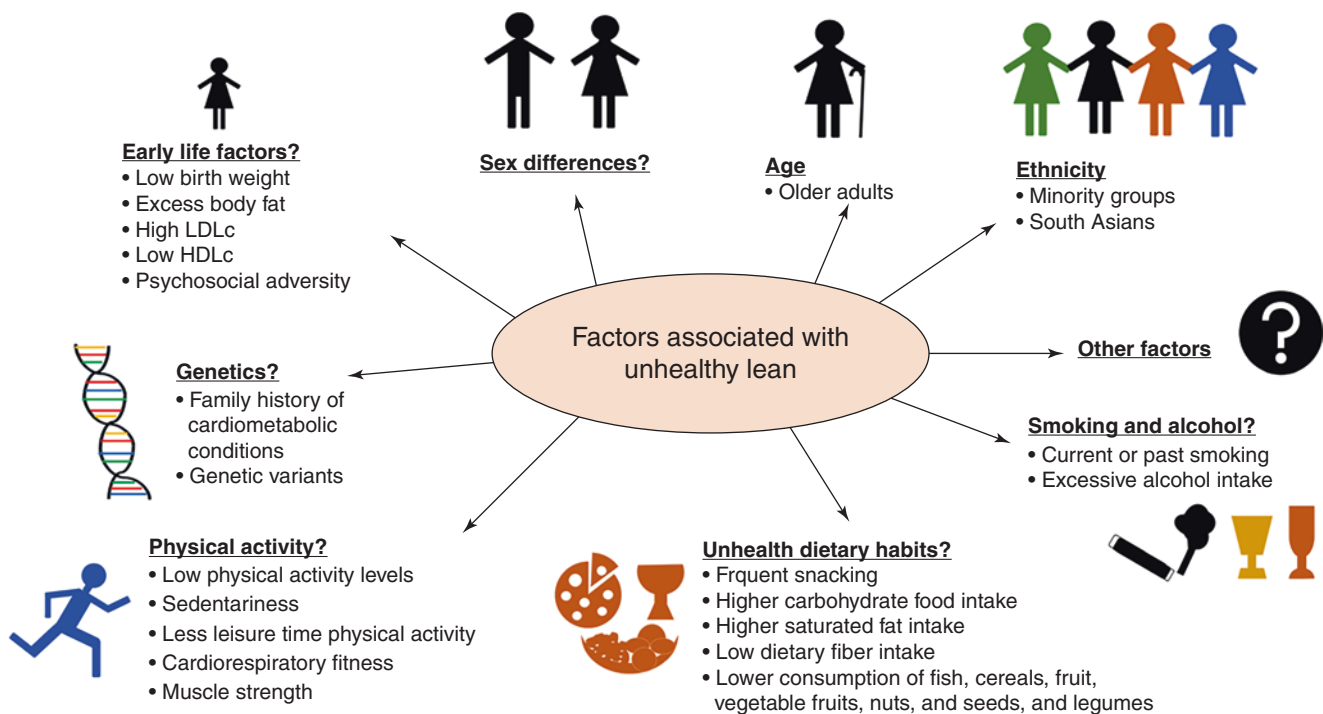 Early life factors?
• Low birth weight
• Excess body fat
• High LDLc
• Low HDLc
• Psychosocial adversity
Sex differences?
Age
• Older adults
Ethnicity
• Minority groups
• South Asians
Factors associated with
unhealthy lean
Other factors
?
Genetics?
• Family history of
cardiometabolic
conditions
• Genetic variants
Smoking and alcohol?
• Current or past smoking
• Excessive alcohol intake
Physical activity?
• Low physical activity levels
• Sedentariness
• Less leisure time physical activity
• Cardiorespiratory fitness
• Muscle strength
Unhealth dietary habits?
• Frquent snacking
• Higher carbohydrate food intake
• Higher saturated fat intake
• Low dietary fiber intake
• Lower consumption of fish, cereals, fruit,
vegetable fruits, nuts, and seeds, and legumes